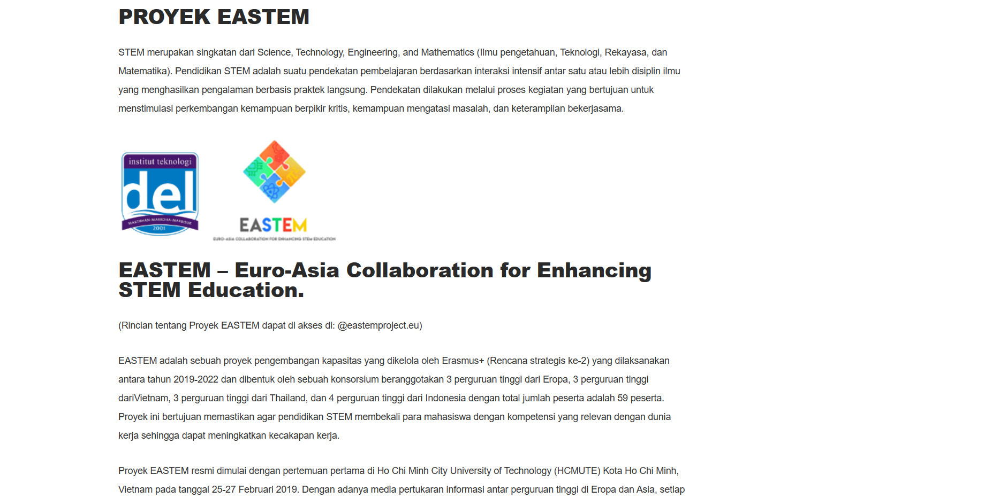 PROYEK EASTEM
STEM merupakan singkatan dari Science, Technology, Engineering, and Mathematics (Ilmu pengetahuan, Teknologi, Rekayasa, dan
Matematika). Pendidikan STEM adalah suatu pendekatan pembelajaran berdasarkan interaksi intensif antar satu atau lebih disiplin ilmu
yang menghasilkan pengalaman berbasis praktek langsung. Pendekatan dilakukan melalui proses kegiatan yang bertujuan untuk
menstimulasi perkembangan kemampuan berpikir kritis, kemampuan mengatasi masalah, dan keterampilan bekerjasama.
institut teknologi
del
MARTUHAN-MARROHA-MARBISUK
2001
EASTEM
EURO-ASIA COLLABORATION FOR ENHANCING STEM EDUCATION
EASTEM – Euro-Asia Collaboration for Enhancing
STEM Education.
(Rincian tentang Proyek EASTEM dapat di akses di: @eastemproject.eu)
EASTEM adalah sebuah proyek pengembangan kapasitas yang dikelola oleh Erasmus+ (Rencana strategis ke-2) yang dilaksanakan
antara tahun 2019-2022 dan dibentuk oleh sebuah konsorsium beranggotakan 3 perguruan tinggi dari Eropa, 3 perguruan tinggi
dariVietnam, 3 perguruan tinggi dari Thailand, dan 4 perguruan tinggi dari Indonesia dengan total jumlah peserta adalah 59 peserta.
Proyek ini bertujuan memastikan agar pendidikan STEM membekali para mahasiswa dengan kompetensi yang relevan dengan dunia
kerja sehingga dapat meningkatkan kecakapan kerja.
Proyek EASTEM resmi dimulai dengan pertemuan pertama di Ho Chi Minh City University of Technology (HCMUTE) Kota Ho Chi Minh,
Vietnam pada tanggal 25-27 Februari 2019. Dengan adanya media pertukaran informasi antar perguruan tinggi di Eropa dan Asia, setiap